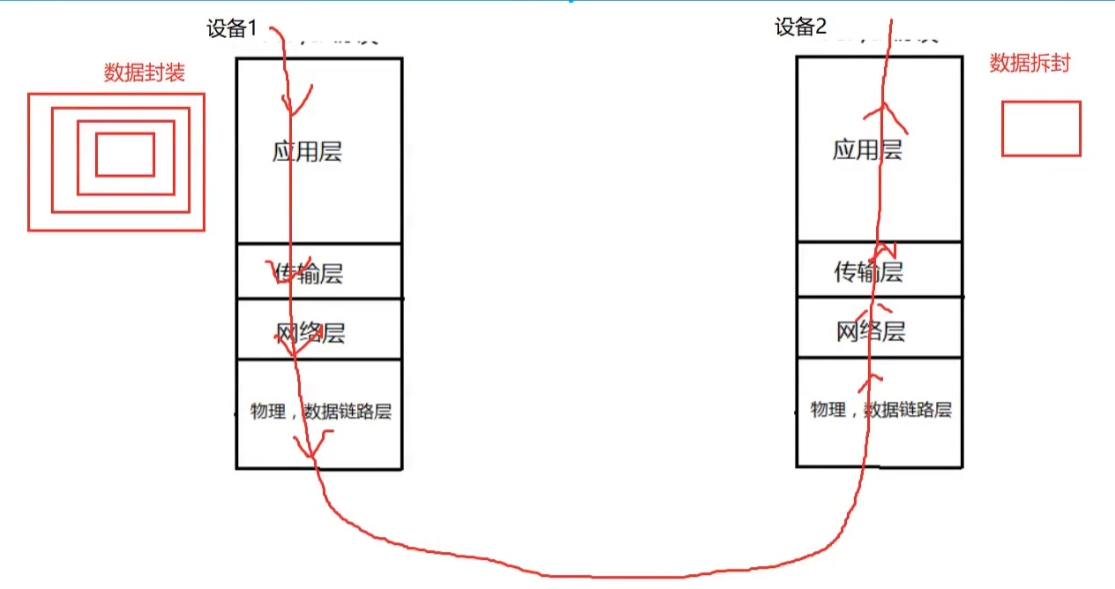 设备1
设备2
数据封装
数据拆封
应用层
应用层
传输层
传输层
网络层
网络层
物理，数据链路层
物理，数据链路层